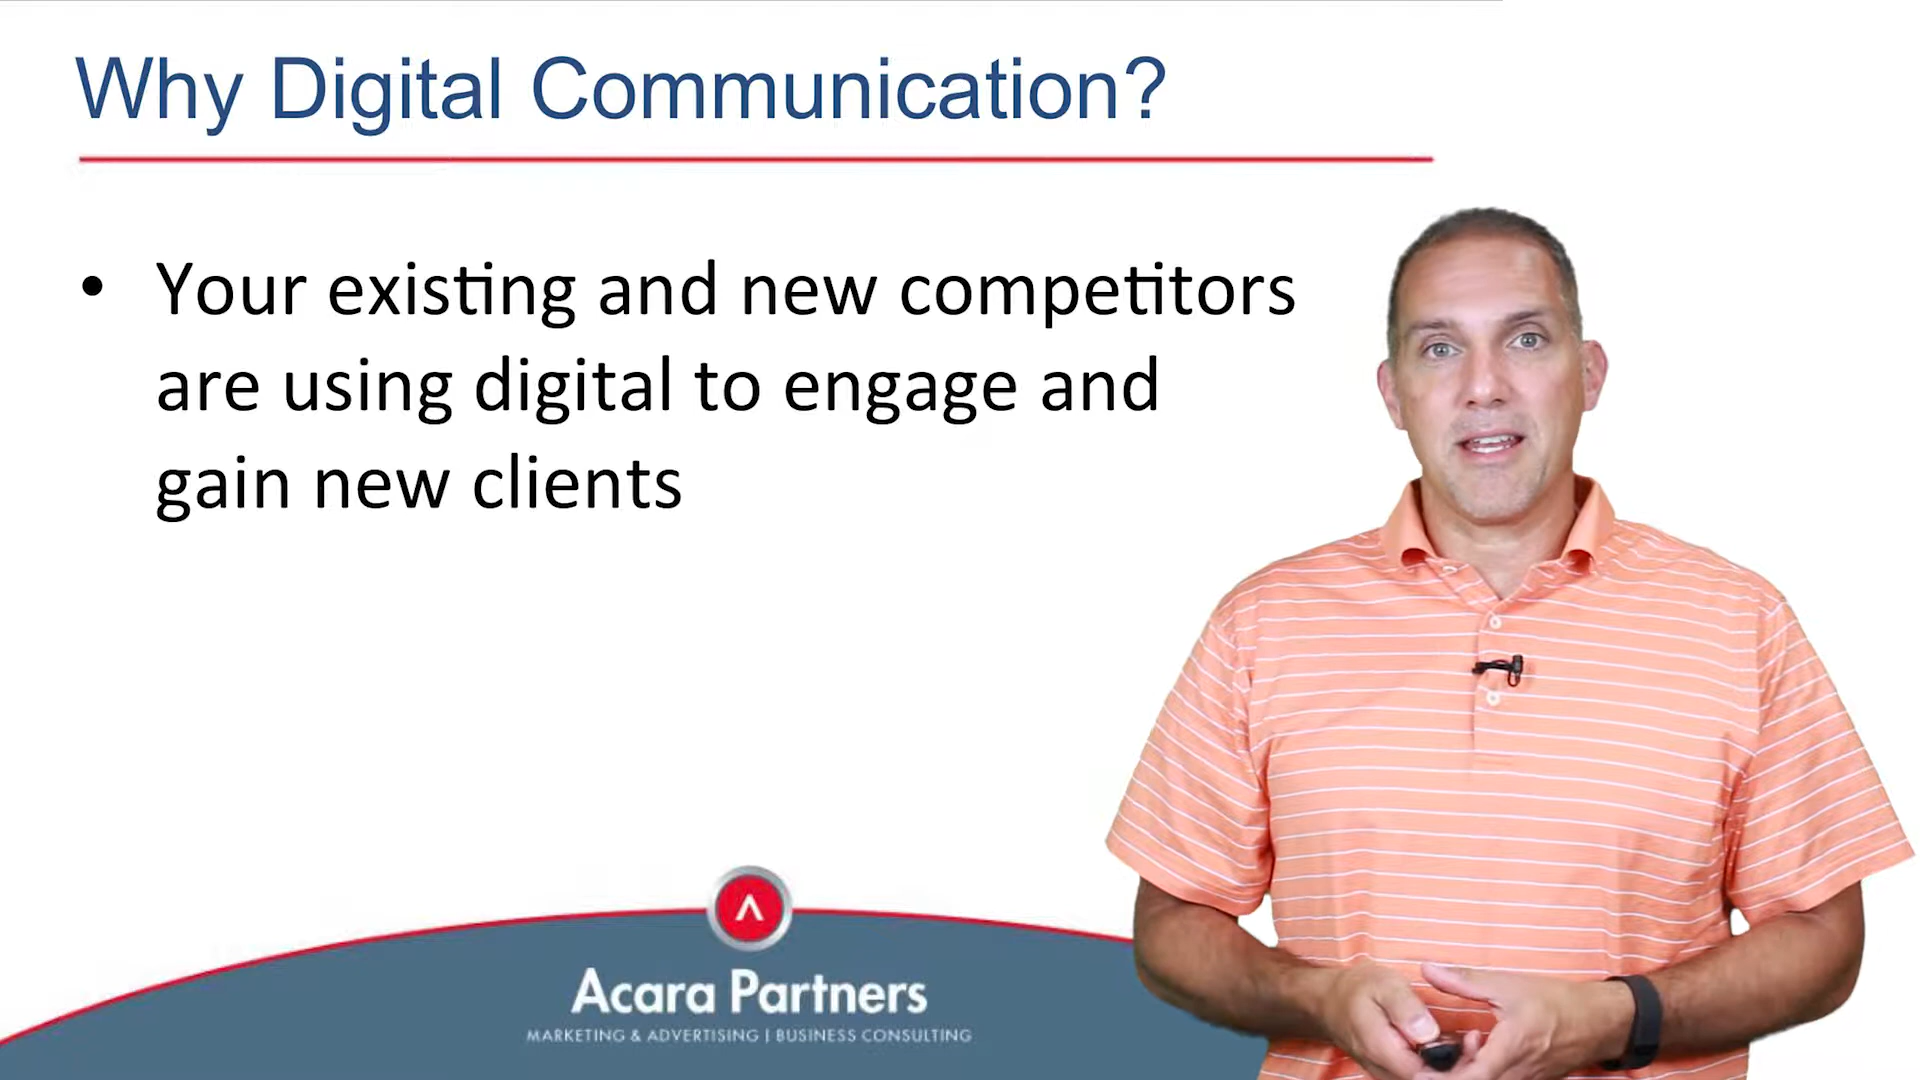 Why Digital Communication?
• Your existing and new competitors
are using digital to engage and
gain new clients
Acara Partners
MARKETING & ADVERTISING | BUSINESS CONSULTING